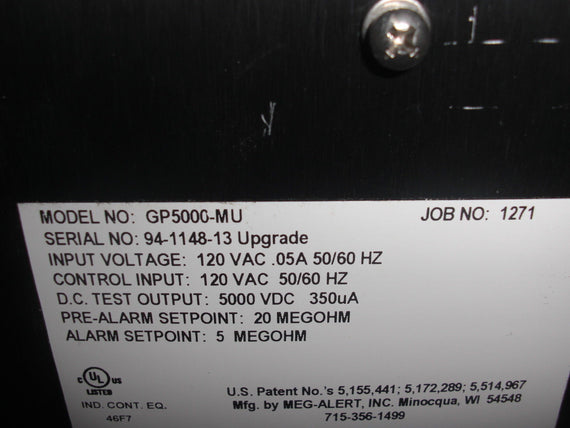 MODEL NO: GP5000-MU JOB NO: 1271
SERIAL NO: 94-1148-13 Upgrade
INPUT VOLTAGE: 120 VAC .05A 50/60 HZ
CONTROL INPUT: 120 VAC 50/60 HZ
D.C. TEST OUTPUT: 5000 VDC 350uA
PRE-ALARM SETPOINT: 20 MEGOHM
ALARM SETPOINT: 5 MEGOHM
C UL US
LISTED
IND. CONT. EQ.
46F7
U.S. Patent No.'s 5,155,441; 5,172,289; 5,514,967
Mfg. by MEG-ALERT, INC. Minocqua, WI 54548
715-356-1499